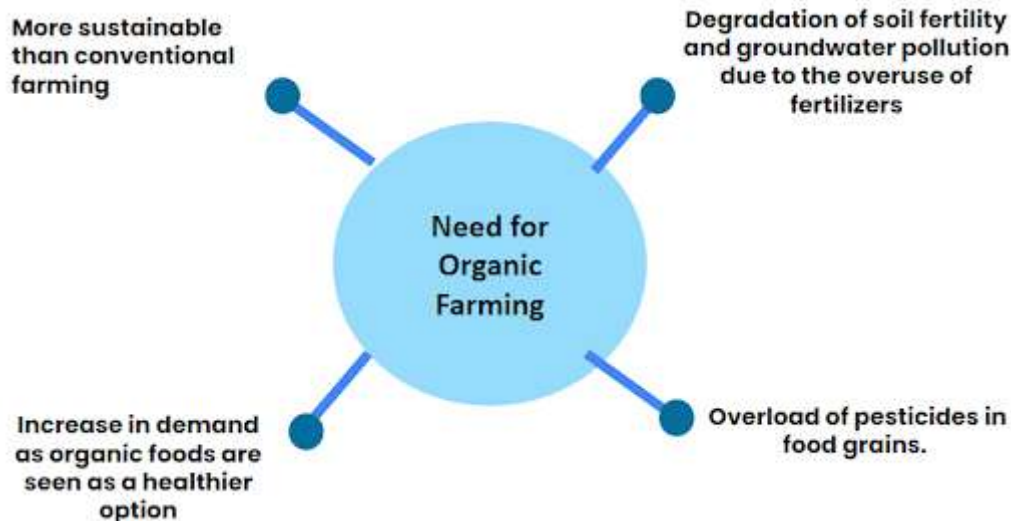 More sustainable
than conventional
farming
Degradation of soil fertility
and groundwater pollution
due to the overuse of
fertilizers
Need for
Organic
Farming
Increase in demand
as organic foods are
seen as a healthier
option
Overload of pesticides in
food grains.